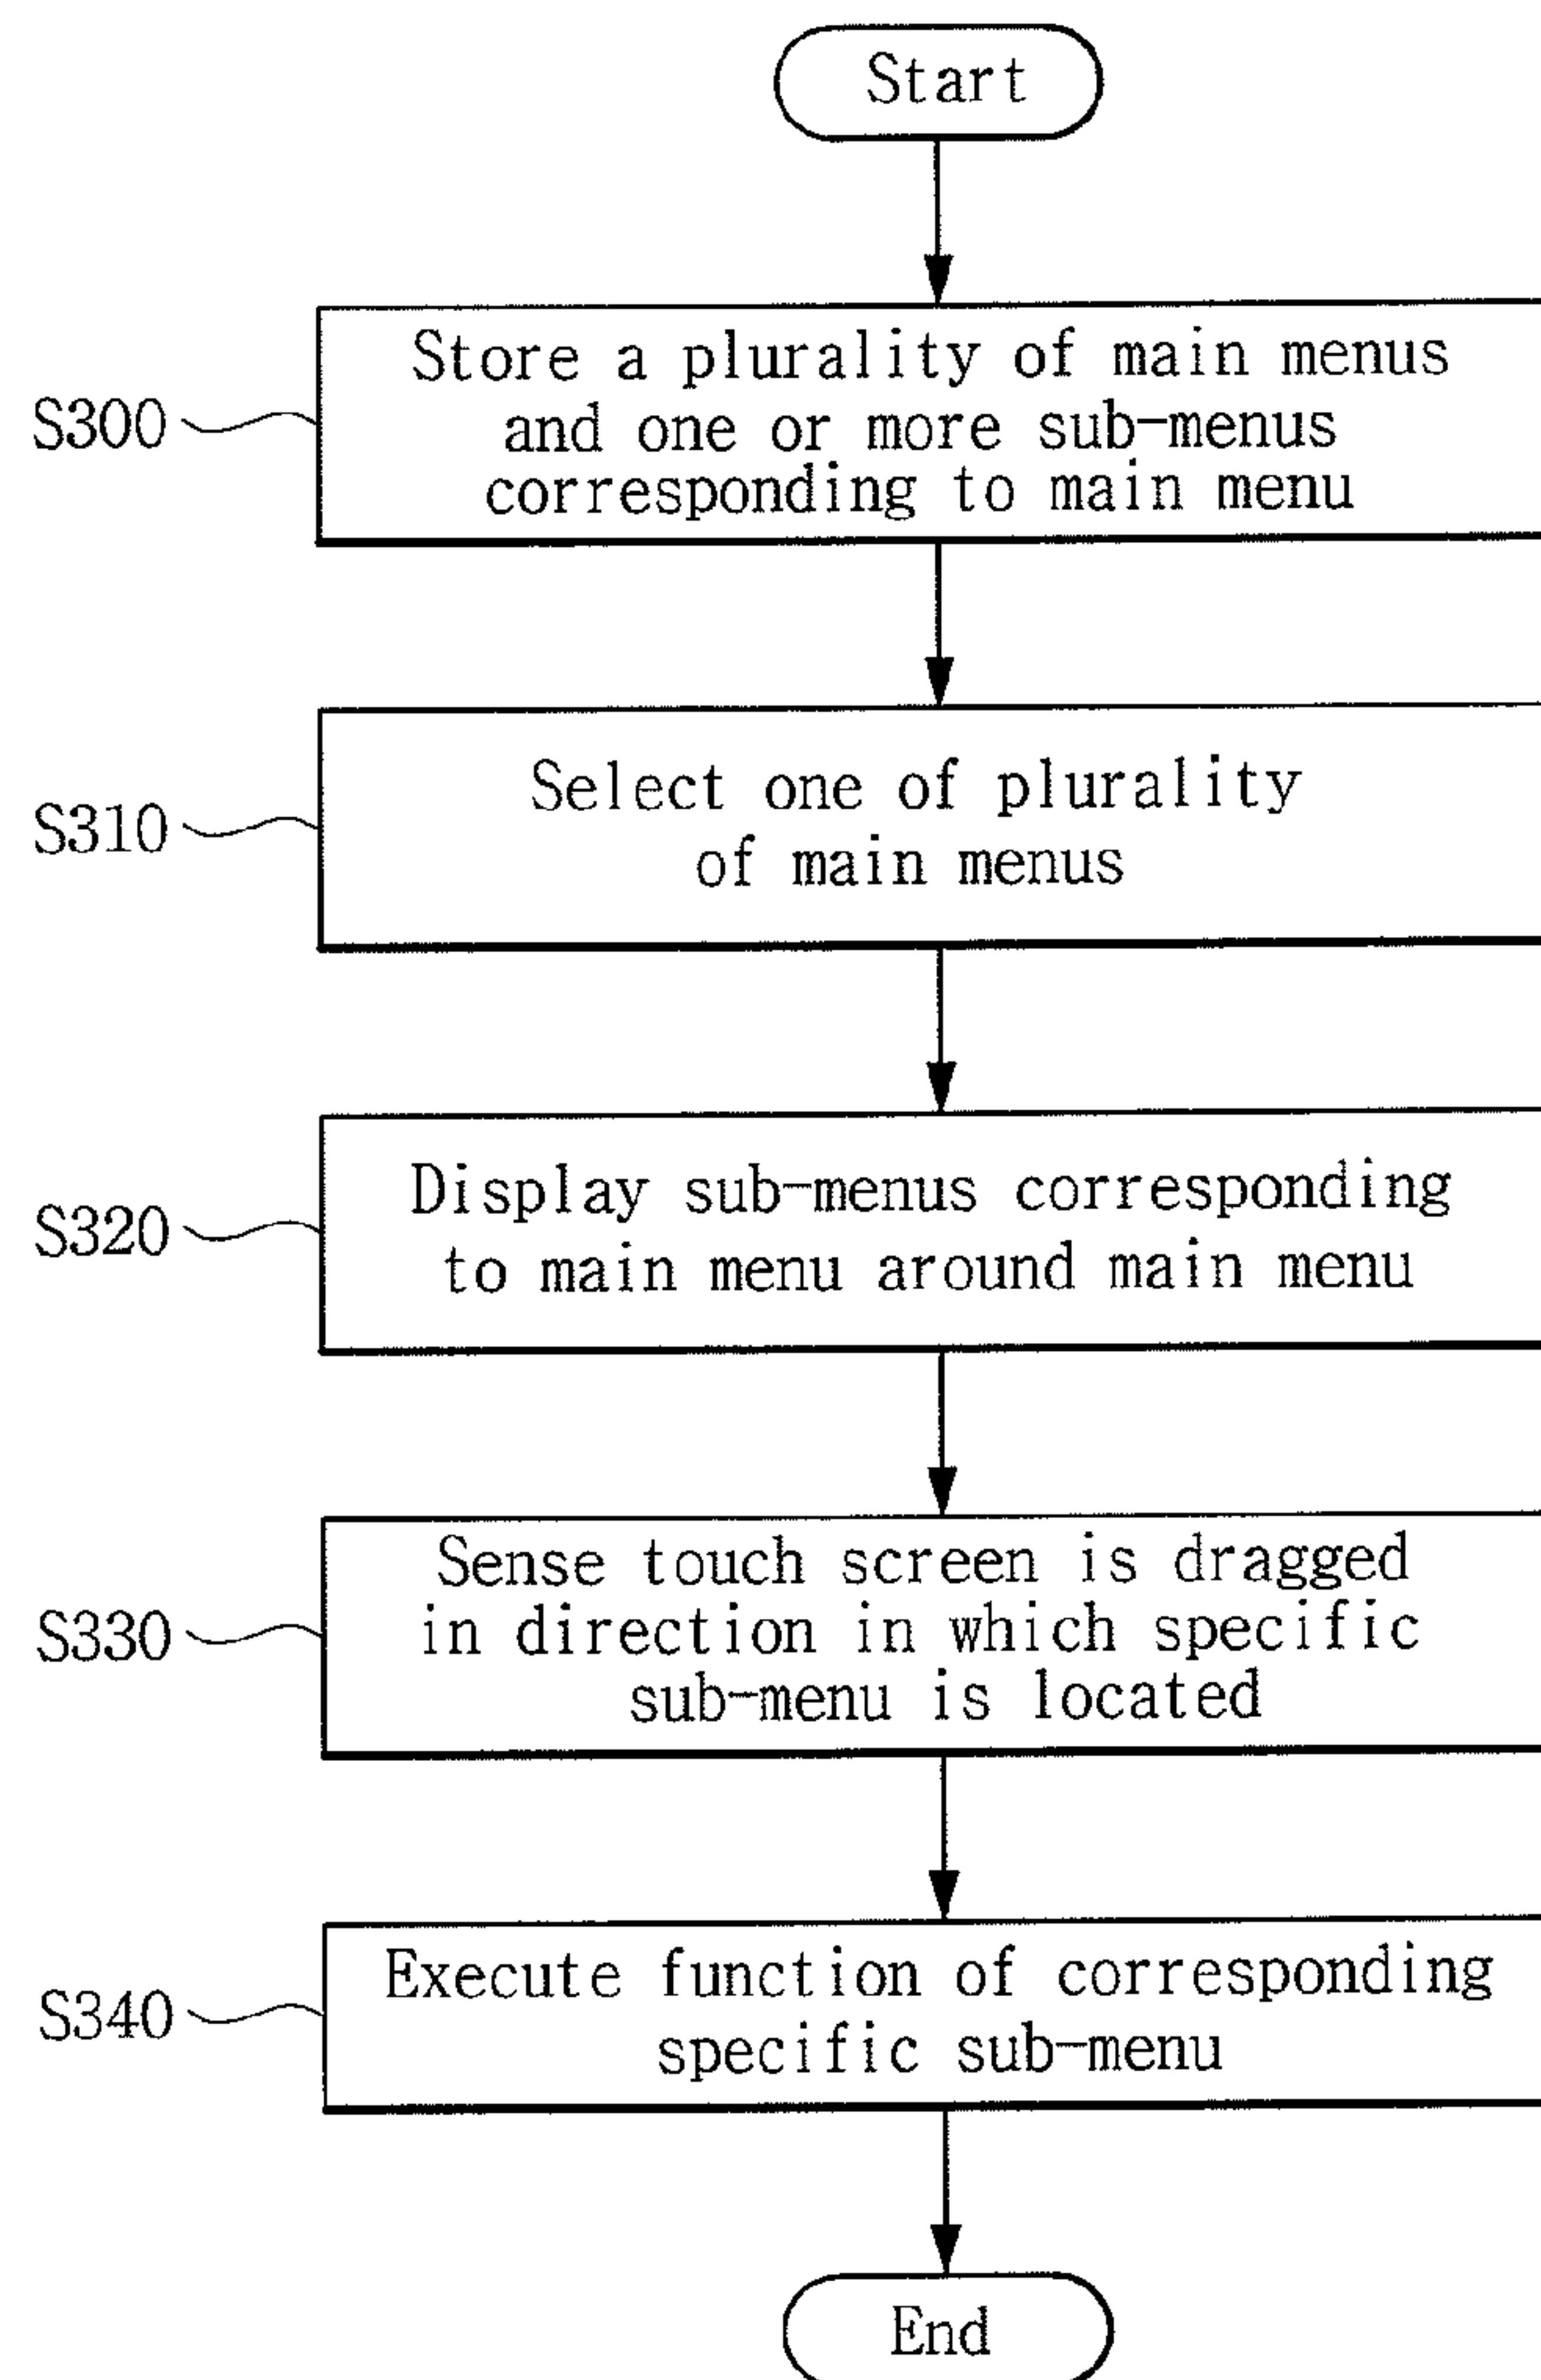 Start
S300
Store a plurality of main menus
and one or more sub-menus
corresponding to main menu
S310
Select one of plurality
of main menus
S320
Display sub-menus corresponding
to main menu around main menu
S330
Sense touch screen is dragged
in direction in which specific
sub-menu is located
S340
Execute function of corresponding
specific sub-menu
End